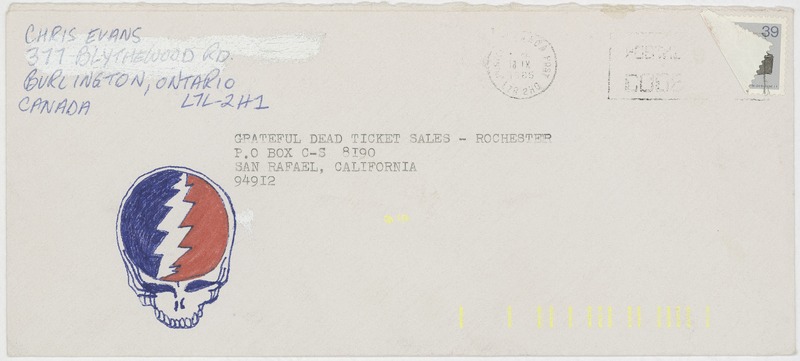 CHRIS EVANS
377 BLYTHEWOOD RD.
BURLINGTON, ONTARIO
CANADA L7L-2H1
39
GRATEFUL DEAD TICKET SALES - ROCHESTER
P.O BOX C-S 8190
SAN RAFAEL, CALIFORNIA
94912